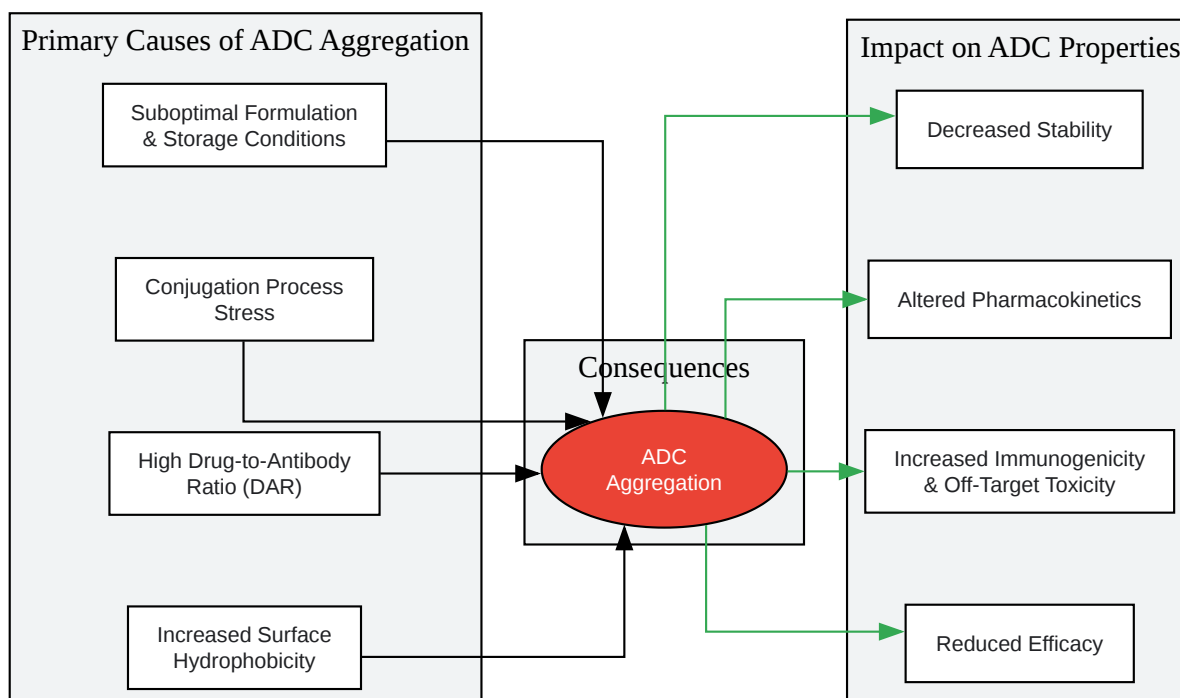 Primary Causes of ADC Aggregation
Suboptimal Formulation
& Storage Conditions
Conjugation Process
Stress
High Drug-to-Antibody
Ratio (DAR)
Increased Surface
Hydrophobicity
Consequences
ADC
Aggregation
Impact on ADC Properties
Decreased Stability
Altered Pharmacokinetics
Increased Immunogenicity
& Off-Target Toxicity
Reduced Efficacy